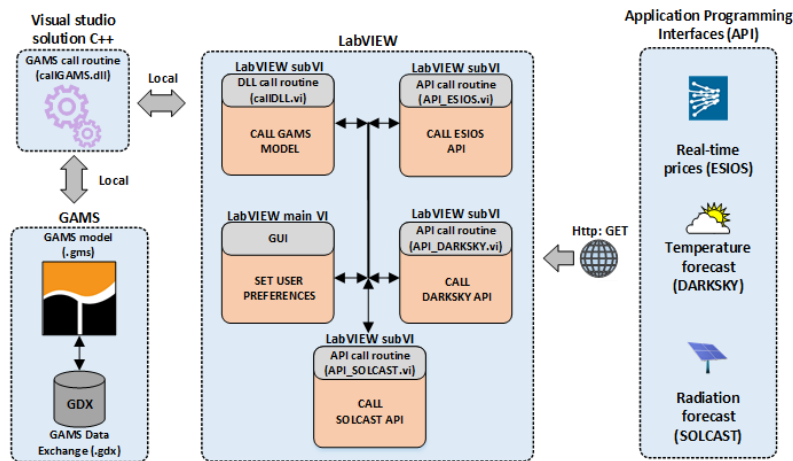 Visual studio
solution C++
GAMS call routine
(callGAMS.dll)
Local
Local
GAMS
GAMS model
(.gms)
GDX
GAMS Data
Exchange (.gdx)
LabVIEW
LabVIEW subVI
DLL call routine
(callDLL.vi)
CALL GAMS
MODEL
LabVIEW subVI
API call routine
(API_ESIOS.vi)
CALL ESIOS
API
LabVIEW main VI
GUI
SET USER
PREFERENCES
LabVIEW subVI
API call routine
(API_DARKSKY.vi)
CALL
DARKSKY API
LabVIEW subVI
API call routine
(API_SOLCAST.vi)
CALL
SOLCAST API
Http: GET
Application Programming
Interfaces (API)
Real-time
prices (ESIOS)
Temperature
forecast
(DARKSKY)
Radiation
forecast
(SOLCAST)